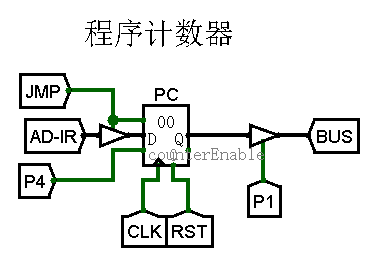 程序计数器
PC
JMP
00
AD-IR
D
Q
BUS
counterEnable
Q
P4
P1
CLK
RST